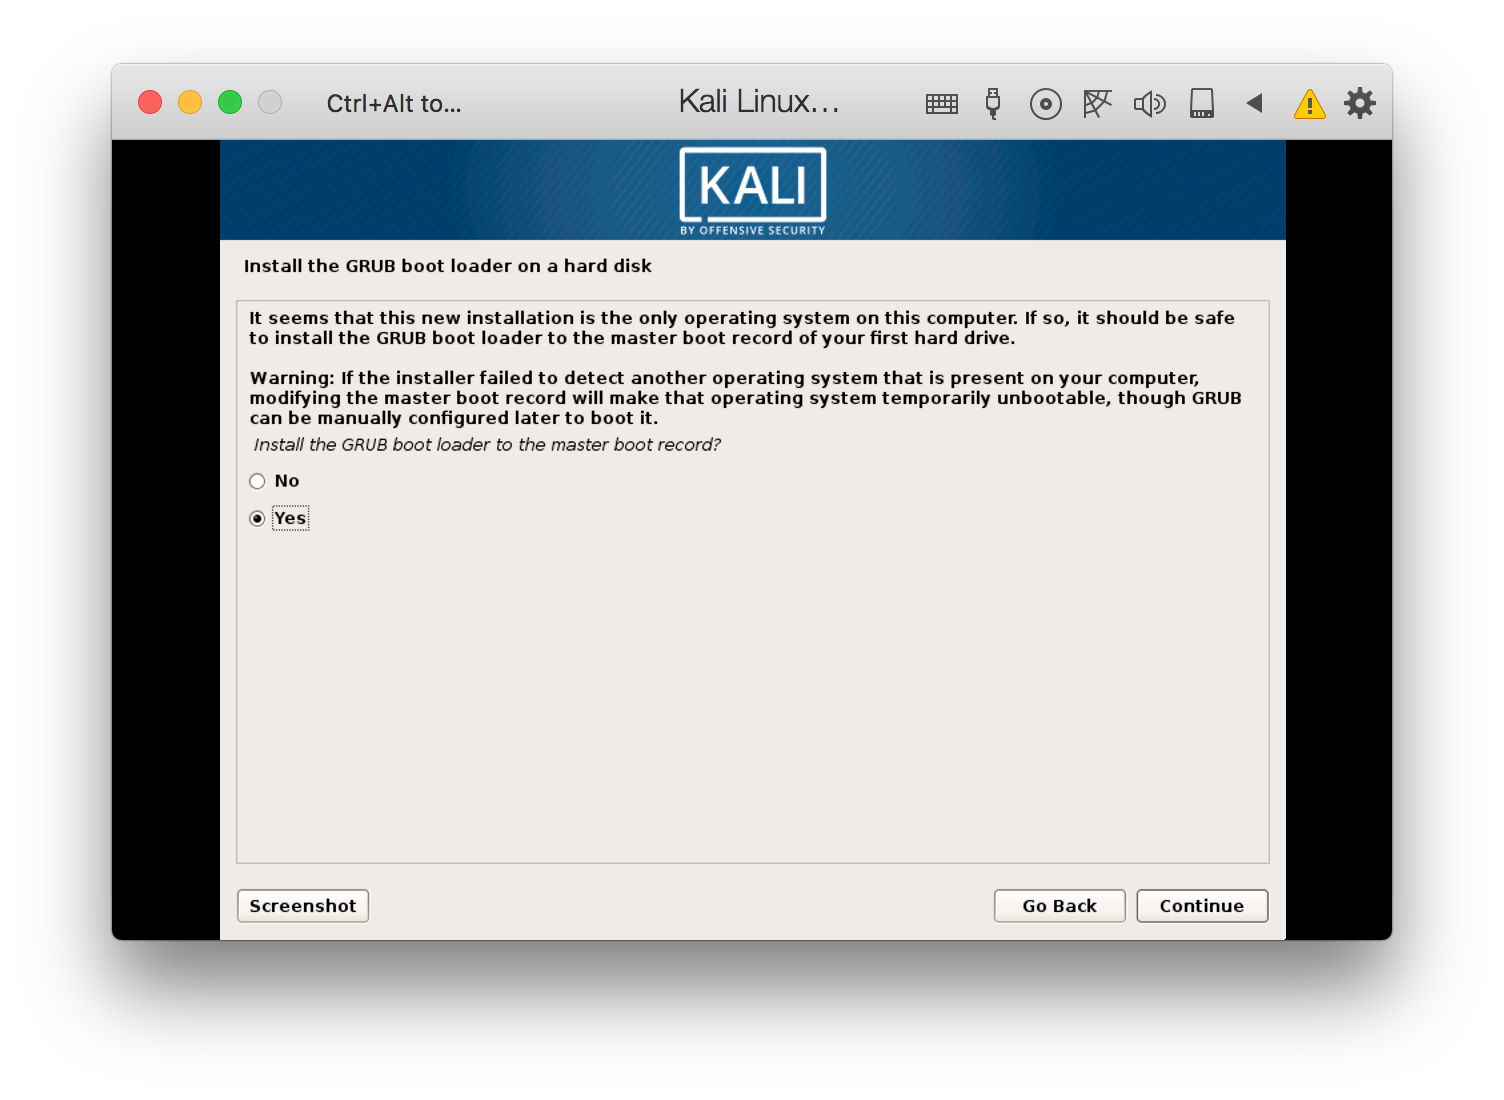 Ctrl+Alt to...
Kali Linux...
KALI
BY OFFENSIVE SECURITY
Install the GRUB boot loader on a hard disk
It seems that this new installation is the only operating system on this computer. If so, it should be safe
to install the GRUB boot loader to the master boot record of your first hard drive.
Warning: If the installer failed to detect another operating system that is present on your computer,
modifying the master boot record will make that operating system temporarily unbootable, though GRUB
can be manually configured later to boot it.
Install the GRUB boot loader to the master boot record?
No
Yes
Screenshot
Go Back
Continue